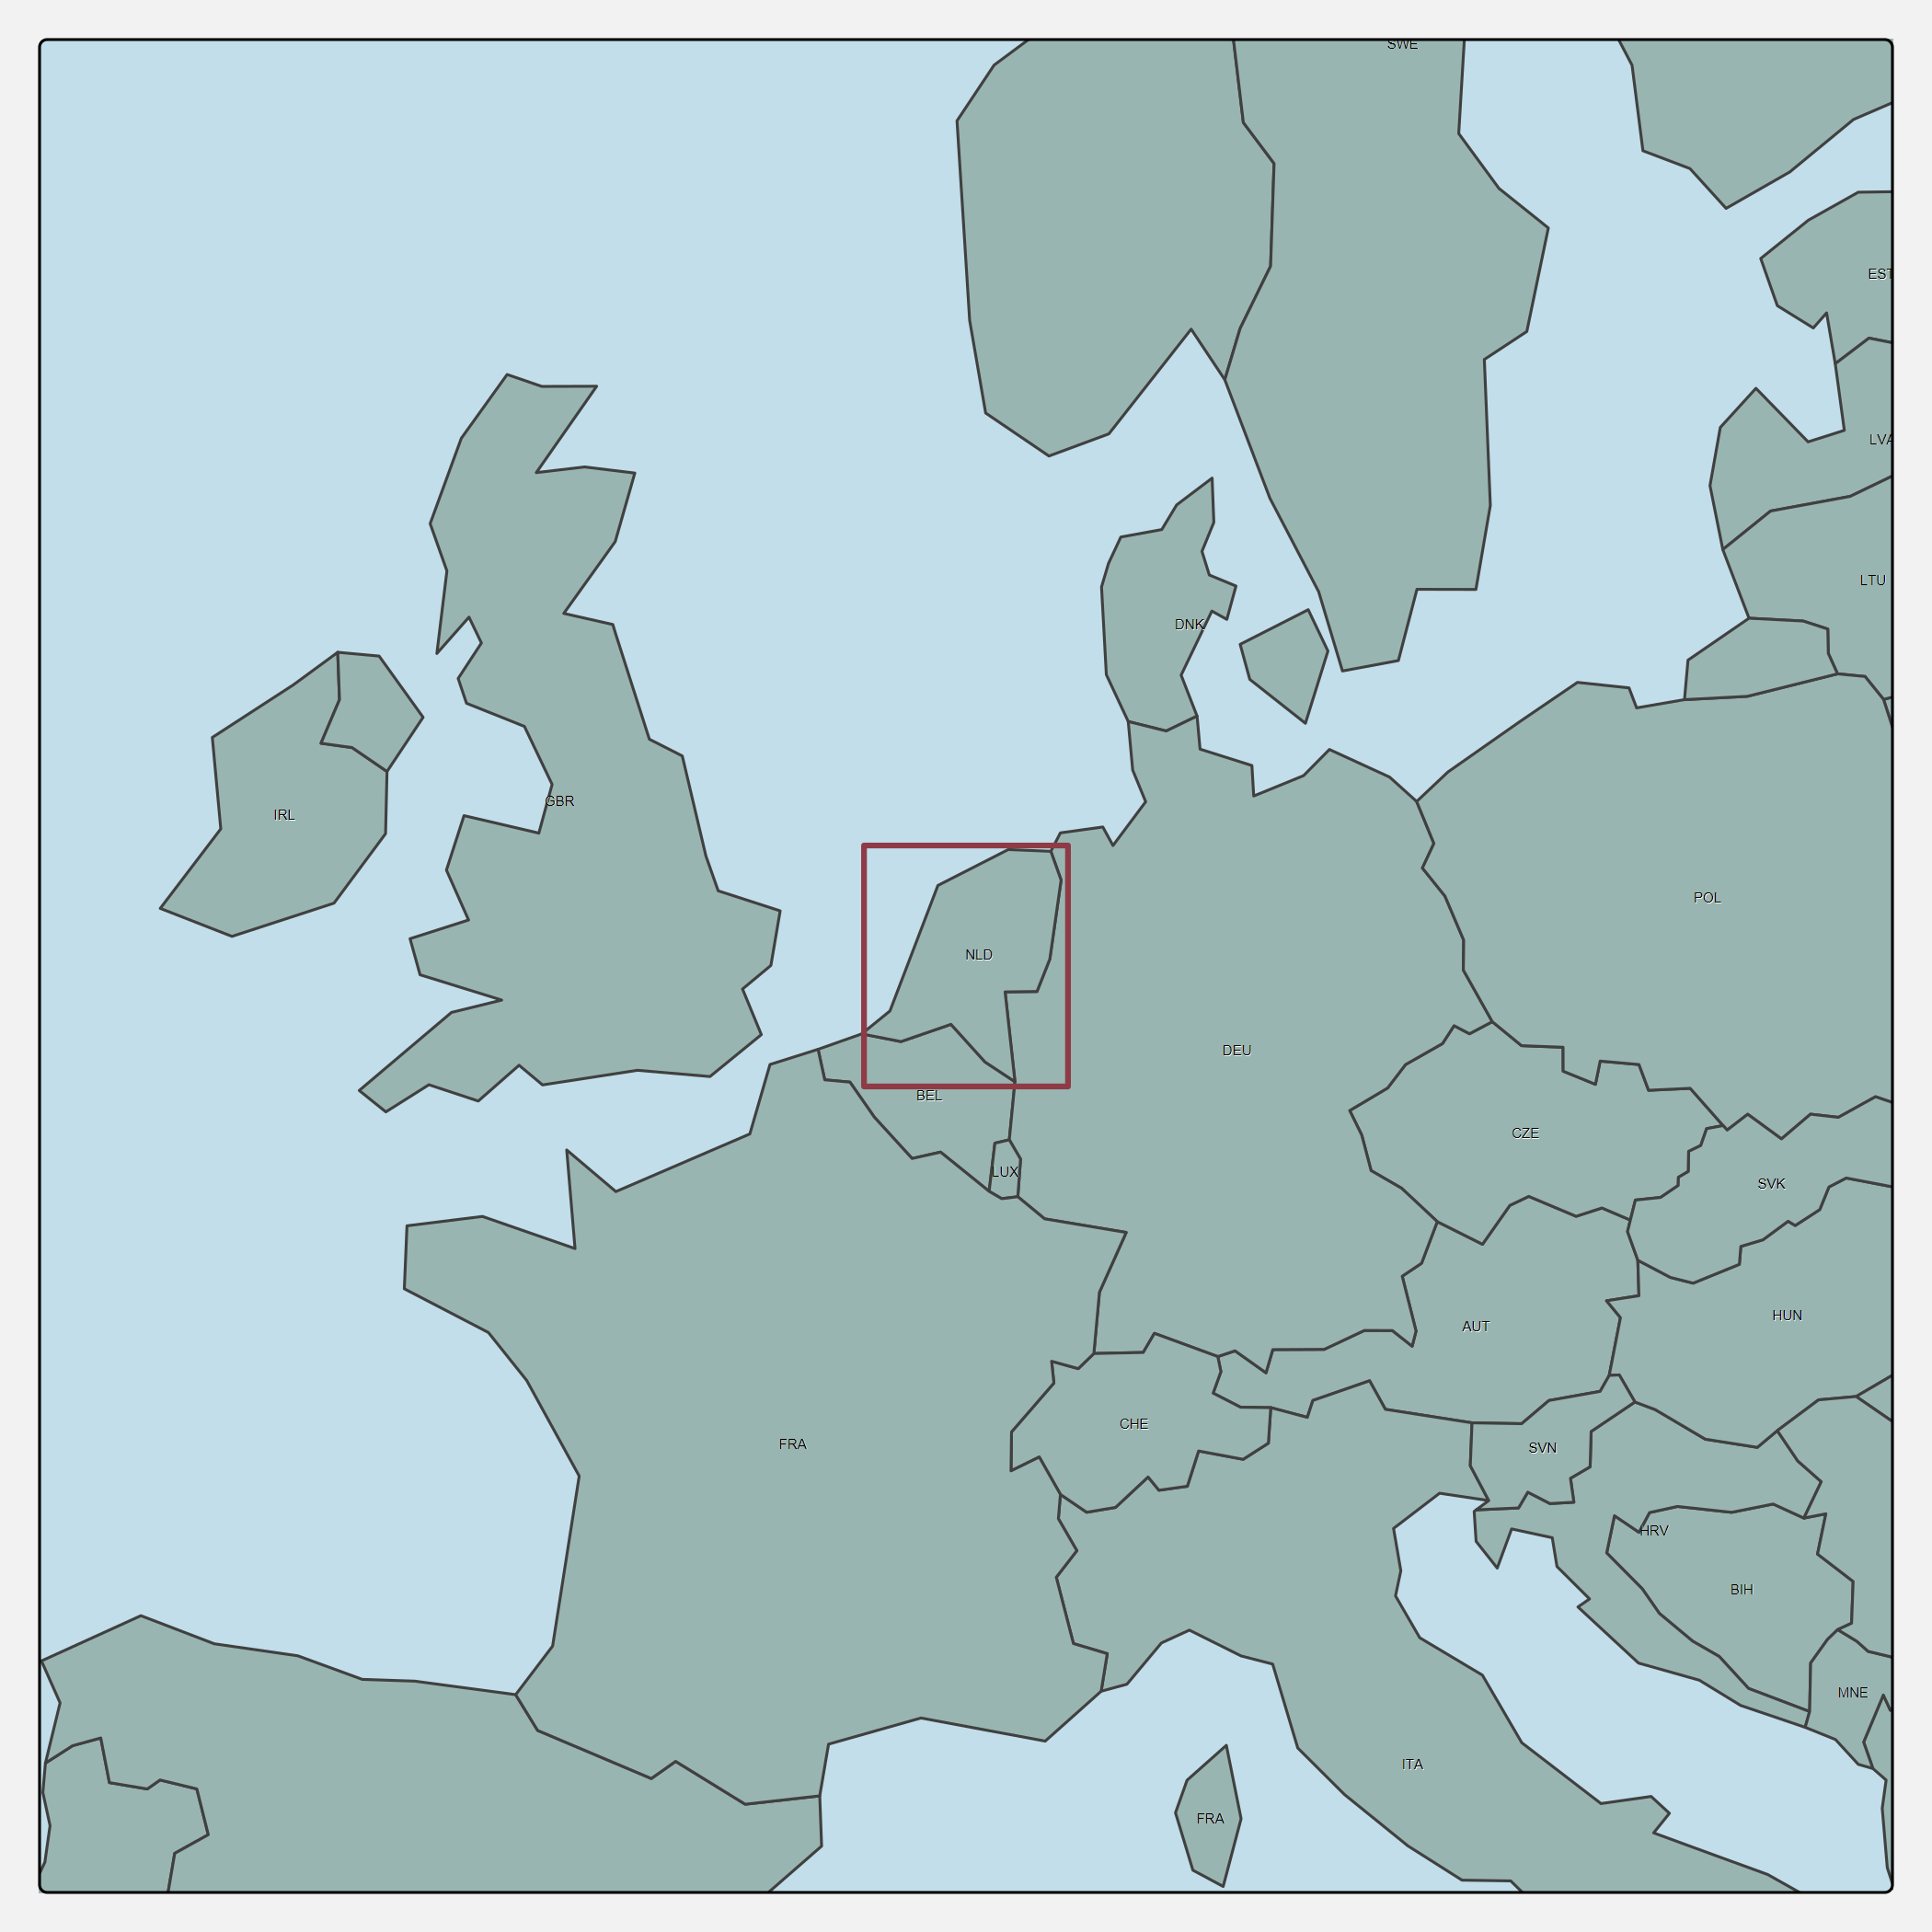 SWE
EST
LVA
LTU
DNK
GBR
IRL
POL
NLD
DEU
BEL
CZE
LUX
SVK
HUN
AUT
CHE
FRA
SVN
HRV
BIH
MNE
ITA
FRA